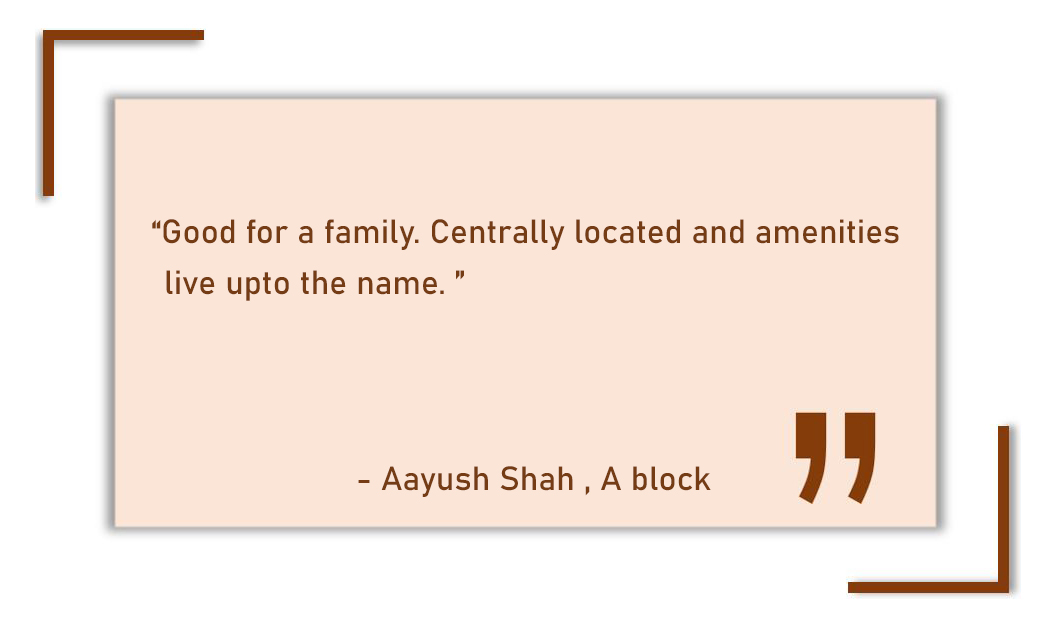 “Good for a family. Centrally located and amenities
live upto the name. ”
- Aayush Shah , A block
”